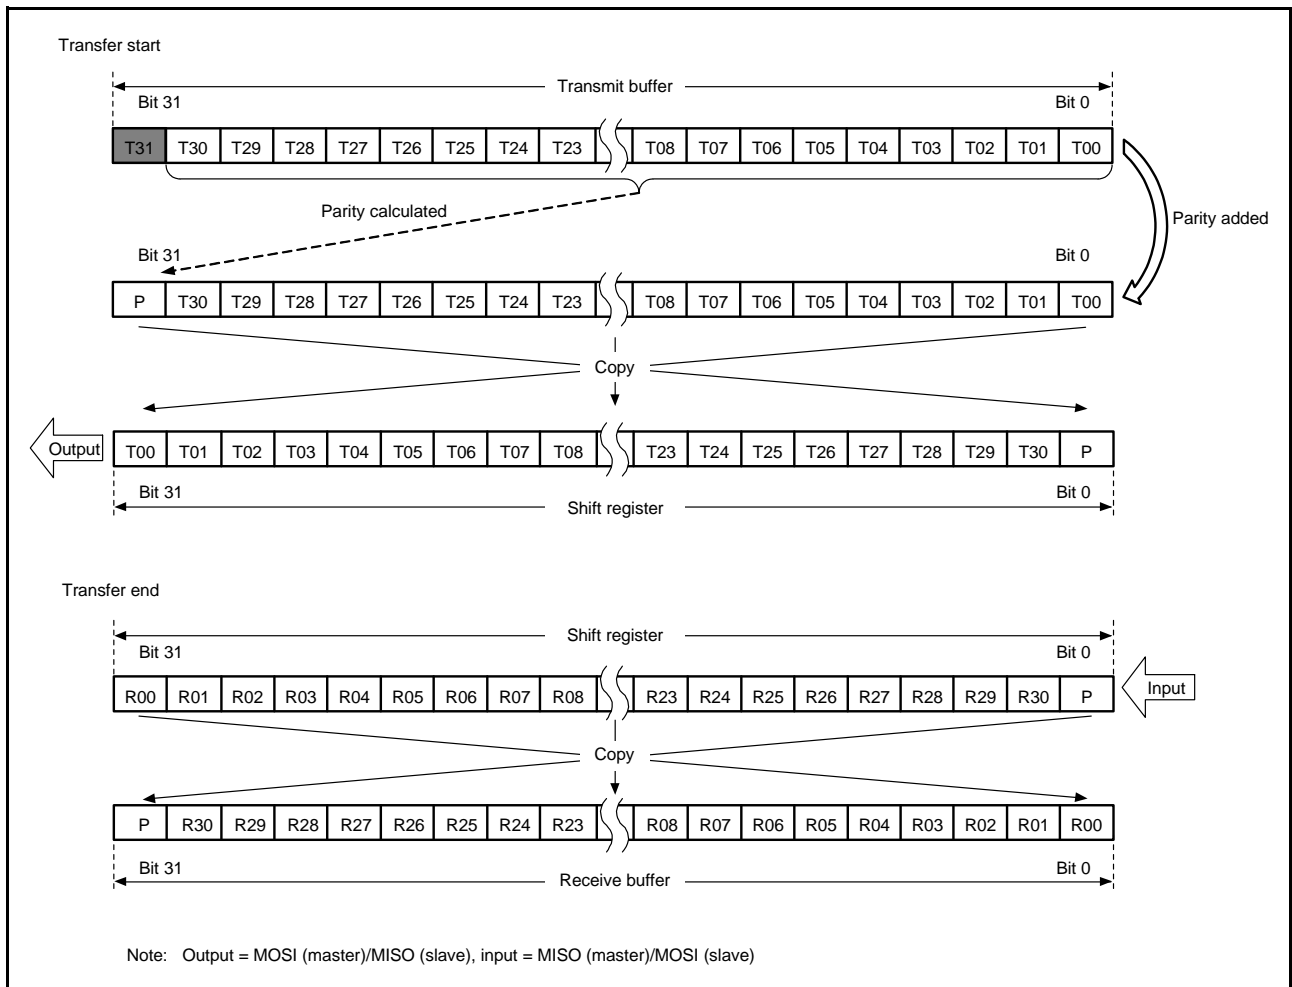 Transfer start
Transmit buffer
Bit 31 Bit 0
T31 T30 T29 T28 T27 T26 T25 T24 T23 T08 T07 T06 T05 T04 T03 T02 T01 T00
Parity calculated
Parity added
Bit 31 Bit 0
P T30 T29 T28 T27 T26 T25 T24 T23 T08 T07 T06 T05 T04 T03 T02 T01 T00
Copy
Output
T00 T01 T02 T03 T04 T05 T06 T07 T08 T23 T24 T25 T26 T27 T28 T29 T30 P
Bit 31 Bit 0
Shift register
Transfer end
Shift register
Bit 31 Bit 0
R00 R01 R02 R03 R04 R05 R06 R07 R08 R23 R24 R25 R26 R27 R28 R29 R30 P
Input
Copy
P R30 R29 R28 R27 R26 R25 R24 R23 R08 R07 R06 R05 R04 R03 R02 R01 R00
Bit 31 Bit 0
Receive buffer
Note: Output = MOSI (master)/MISO (slave), input = MISO (master)/MOSI (slave)